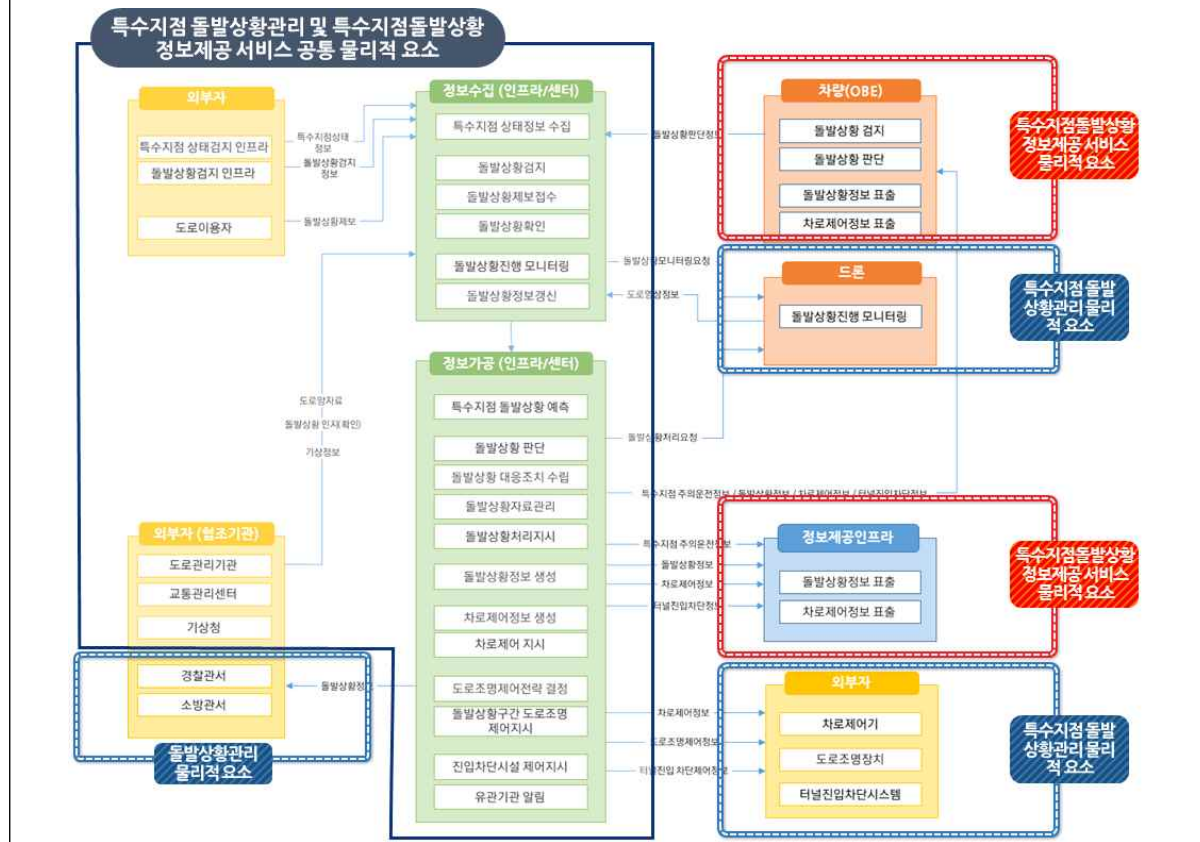 특수지점 돌발상황관리 및 특수지점돌발상황
정보제공 서비스 공통 물리적 요소
외부자
특수지점 상태검지 인프라
돌발상황검지 인프라
도로이용자
특수지점상태
정보
돌발상황검지
정보
돌발상황제보
정보수집 (인프라/센터)
특수지점 상태정보 수집
돌발상황검지
돌발상황제보접수
돌발상황확인
돌발상황진행 모니터링
돌발상황정보갱신
돌발상황판단정보
차량(OBE)
돌발상황 검지
돌발상황 판단
돌발상황정보 표출
차로제어정보 표출
특수지점돌발상황
정보제공 서비스
물리적 요소
돌발상황모니터링요청
도로영상정보
드론
돌발상황진행 모니터링
특수지점 돌발
상황관리 물리
적 요소
정보가공 (인프라/센터)
특수지점 돌발상황 예측
돌발상황 판단
돌발상황 대응조치 수립
돌발상황자료관리
돌발상황처리지시
돌발상황정보 생성
차로제어정보 생성
차로제어 지시
도로조명제어전략 결정
돌발상황구간 도로조명
제어지시
진입차단시설 제어지시
유관기관 알림
도로망자료
돌발상황 인지(확인)
기상정보
외부자 (협조기관)
도로관리기관
교통관리센터
기상청
경찰관서
소방관서
돌발상황정보
돌발상황관리
물리적 요소
돌발상황처리요청
특수지점 주의운전정보 / 돌발상황정보 / 차로제어정보 / 터널진입차단정보
특수지점 주의운전정보
돌발상황정보
차로제어정보
터널진입차단정보
정보제공인프라
돌발상황정보 표출
차로제어정보 표출
특수지점돌발상황
정보제공 서비스
물리적 요소
차로제어정보
도로조명제어정보
터널진입 차단제어정보
외부자
차로제어기
도로조명장치
터널진입차단시스템
특수지점 돌발
상황관리 물리
적 요소